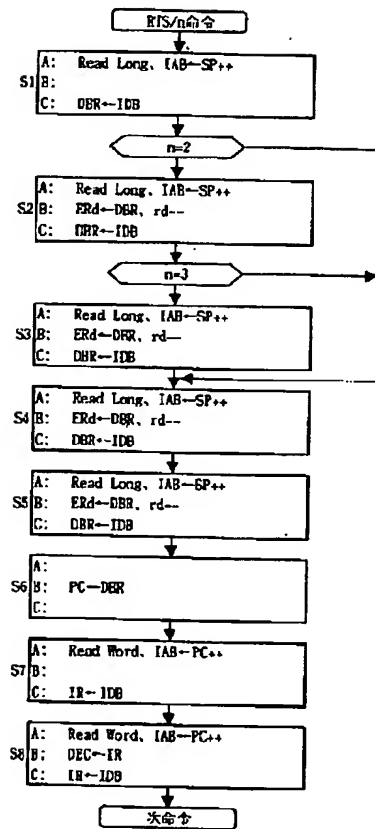 RTS/n命令
A: Read Long、IAB←SP++
S1 B:
C: DBR←IDB
n=2
A: Read Long、IAB←SP++
S2 B: ERd←DBR、rd--
C: DBR←IDB
n=3
A: Read Long、IAB←SP++
S3 B: ERd←DBR、rd--
C: DBR←IDB
A: Read Long、IAB←SP++
S4 B: ERd←DBR、rd--
C: DBR←IDB
A: Read Long、IAB←SP++
S5 B: ERd←DBR、rd--
C: DBR←IDB
A:
S6 B: PC←DBR
C:
A: Read Word、IAB←PC++
S7 B:
C: IR←IDB
A: Read Word、IAB←PC++
S8 B: DEC←IR
C: IR←IDB
次命令